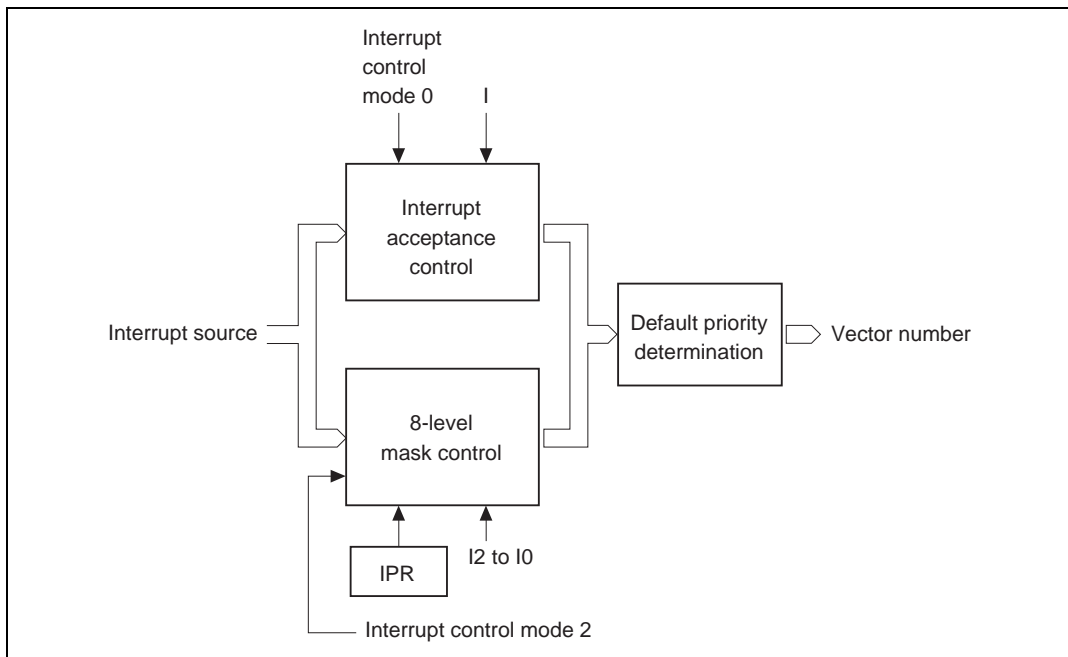 Interrupt
control
mode 0
I
Interrupt
acceptance
control
Interrupt source
Default priority
determination
Vector number
8-level
mask control
IPR
I2 to I0
Interrupt control mode 2